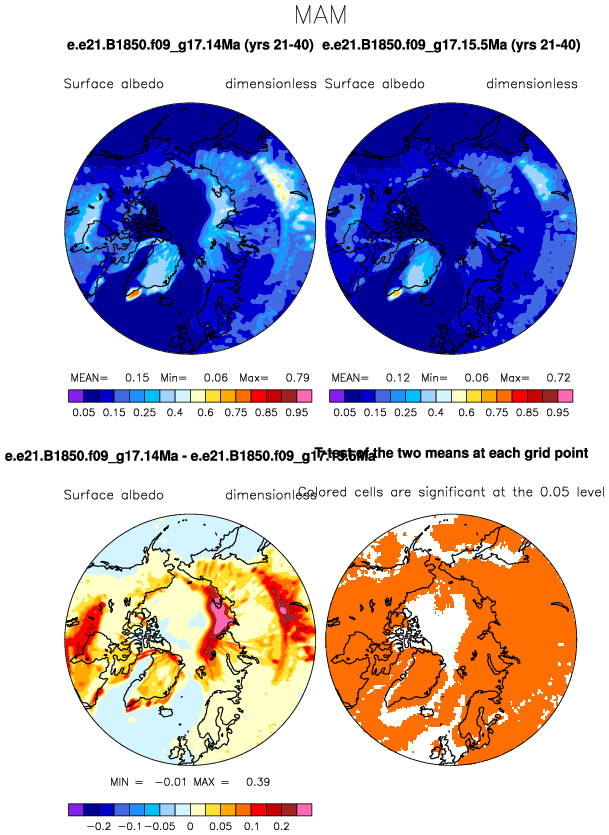 MAM
e.e21.B1850.f09_g17.14Ma (yrs 21-40) e.e21.B1850.f09_g17.15.5Ma (yrs 21-40)
Surface albedo dimensionless Surface albedo dimensionless
MEAN= 0.15 Min= 0.06 Max= 0.79 MEAN= 0.12 Min= 0.06 Max= 0.72
0.05 0.15 0.25 0.4 0.6 0.75 0.85 0.95 0.05 0.15 0.25 0.4 0.6 0.75 0.85 0.95
e.e21.B1850.f09_g17.14Ma - e.e21.B1850.f09_g17.15.5Ma T-test of the two means at each grid point
Surface albedo dimensionless Colored cells are significant at the 0.05 level
MIN = -0.01 MAX = 0.39
-0.2 -0.1 -0.05 0 0.05 0.1 0.2